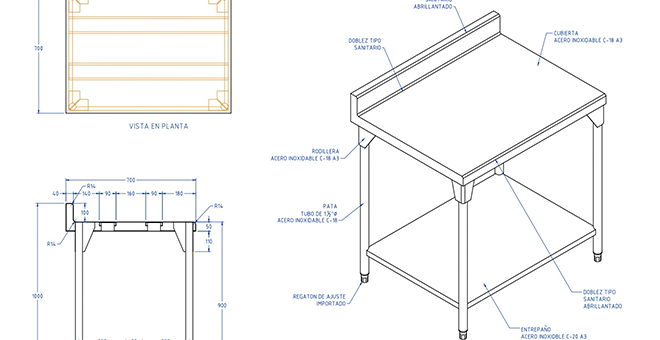 700
VISTA EN PLANTA
SANITARIO
ABRILLANTADO
DOBLEZ TIPO
SANITARIO
CUBIERTA
ACERO INOXIDABLE C-18 A3
RODILLERA
ACERO INOXIDABLE C-18 A3
PATA
TUBO DE 1½"Ø
ACERO INOXIDABLE C-18
REGATON DE AJUSTE
IMPORTADO
DOBLEZ TIPO
SANITARIO
ABRILLANTADO
ENTREPAÑO
ACERO INOXIDABLE C-20 A3
700
R14
40 140 90 160 90 180
100
R14
50
R14
110
1000
900